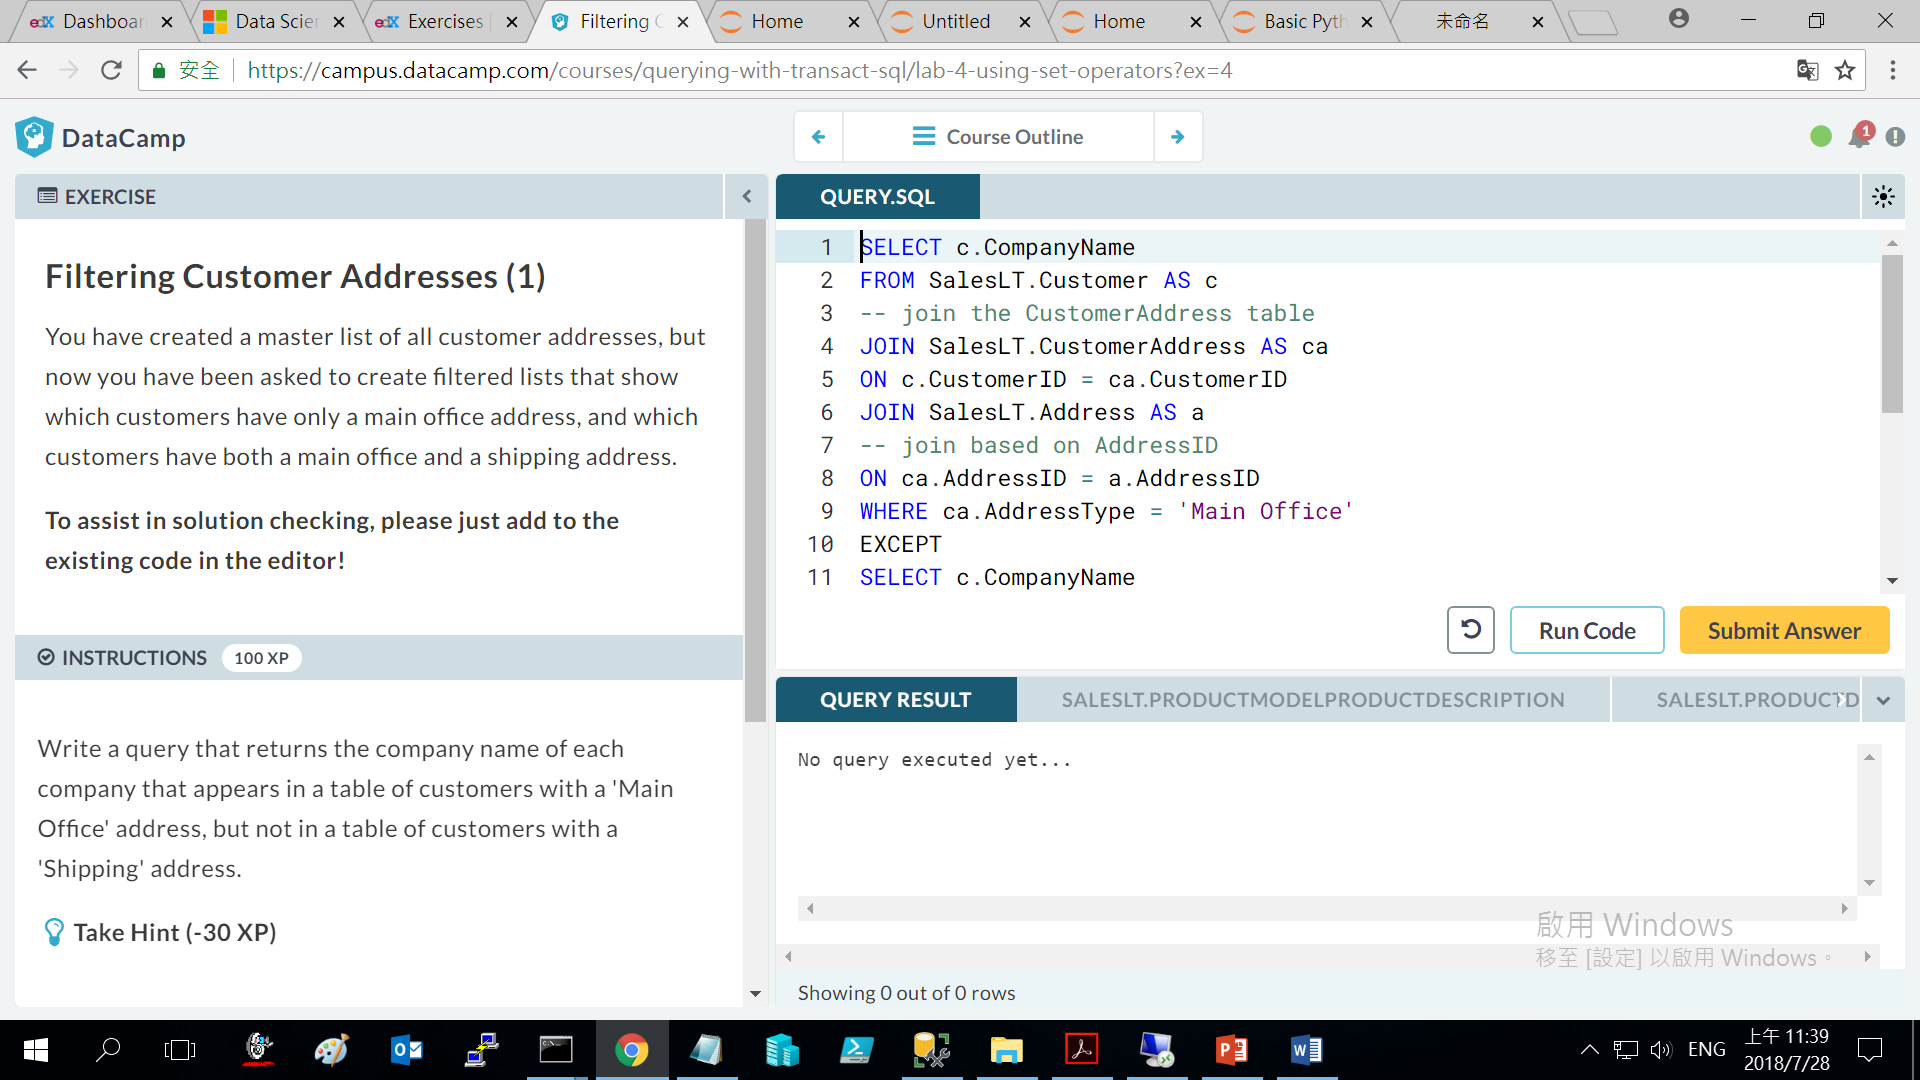 Dashboar
Data Scie
Exercises
Filtering C
Home
Untitled
Home
Basic Pyth
未命名
安全
https://campus.datacamp.com/courses/querying-with-transact-sql/lab-4-using-set-operators?ex=4
DataCamp
Course Outline
1
EXERCISE
Filtering Customer Addresses (1)
You have created a master list of all customer addresses, but
now you have been asked to create filtered lists that show
which customers have only a main office address, and which
customers have both a main office and a shipping address.
To assist in solution checking, please just add to the
existing code in the editor!
INSTRUCTIONS 100 XP
Write a query that returns the company name of each
company that appears in a table of customers with a 'Main
Office' address, but not in a table of customers with a
'Shipping' address.
Take Hint (-30 XP)
QUERY.SQL
1 SELECT c.CompanyName
2 FROM SalesLT.Customer AS c
3 -- join the CustomerAddress table
4 JOIN SalesLT.CustomerAddress AS ca
5 ON c.CustomerID = ca.CustomerID
6 JOIN SalesLT.Address AS a
7 -- join based on AddressID
8 ON ca.AddressID = a.AddressID
9 WHERE ca.AddressType = 'Main Office'
10 EXCEPT
11 SELECT c.CompanyName
Run Code
Submit Answer
QUERY RESULT
SALESLT.PRODUCTMODELPRODUCTDESCRIPTION
SALESLT.PRODUCTD
No query executed yet...
啟用 Windows
移至 [設定] 以啟用 Windows。
Showing 0 out of 0 rows
ENG
上午 11:39
2018/7/28